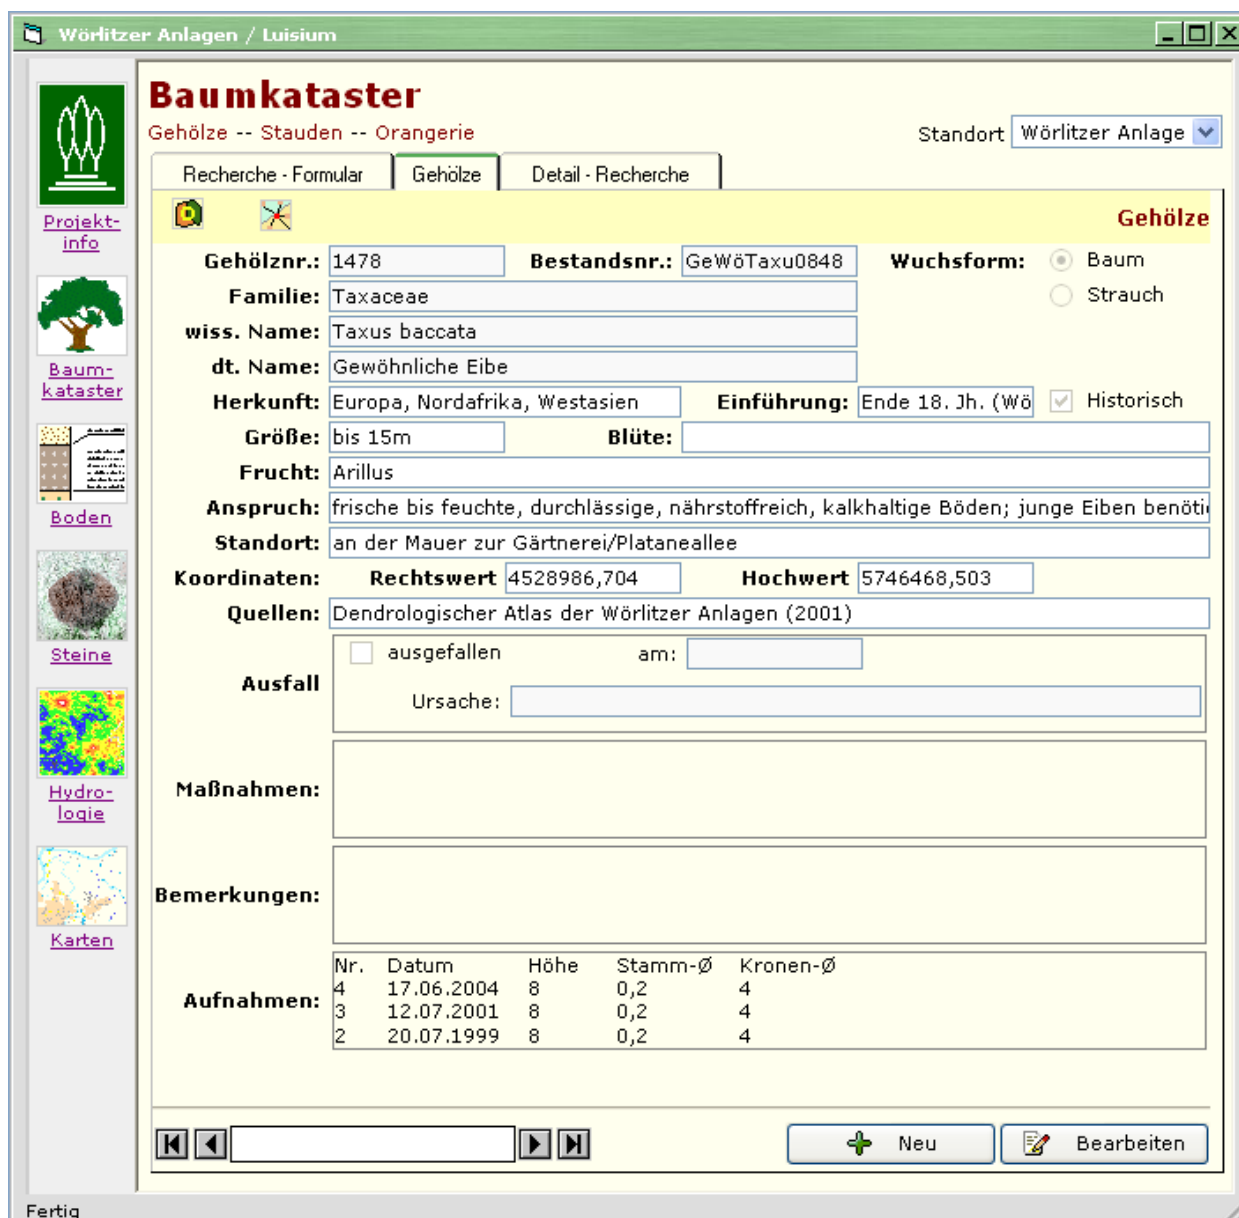 Wörlitzer Anlagen / Luisium
Projekt-
info
Baum-
kataster
Boden
Steine
Hydro-
logie
Karten
Baumkataster
Gehölze -- Stauden -- Orangerie
Standort Wörlitzer Anlage
Recherche - Formular Gehölze Detail - Recherche
Gehölze
Gehölznr.: 1478 Bestandsnr.: GeWöTaxu0848 Wuchsform: Baum
Familie: Taxaceae Strauch
wiss. Name: Taxus baccata
dt. Name: Gewöhnliche Eibe
Herkunft: Europa, Nordafrika, Westasien Einführung: Ende 18. Jh. (Wö Historisch
Größe: bis 15m Blüte:
Frucht: Arillus
Anspruch: frische bis feuchte, durchlässige, nährstoffreich, kalkhaltige Böden; junge Eiben benöti
Standort: an der Mauer zur Gärtnerei/Plataneallee
Koordinaten: Rechtswert 4528986,704 Hochwert 5746468,503
Quellen: Dendrologischer Atlas der Wörlitzer Anlagen (2001)
ausgefallen am:
Ausfall
Ursache:
Maßnahmen:
Bemerkungen:
Aufnahmen:
Nr. Datum Höhe Stamm-Ø Kronen-Ø
4 17.06.2004 8 0,2 4
3 12.07.2001 8 0,2 4
2 20.07.1999 8 0,2 4
Neu Bearbeiten
Fertig